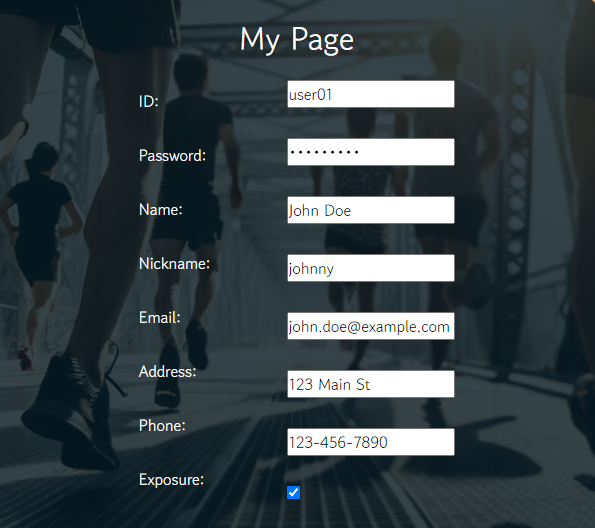 My Page
ID: user01
Password: •••••••••
Name: John Doe
Nickname: johnny
Email: john.doe@example.com
Address: 123 Main St
Phone: 123-456-7890
Exposure: